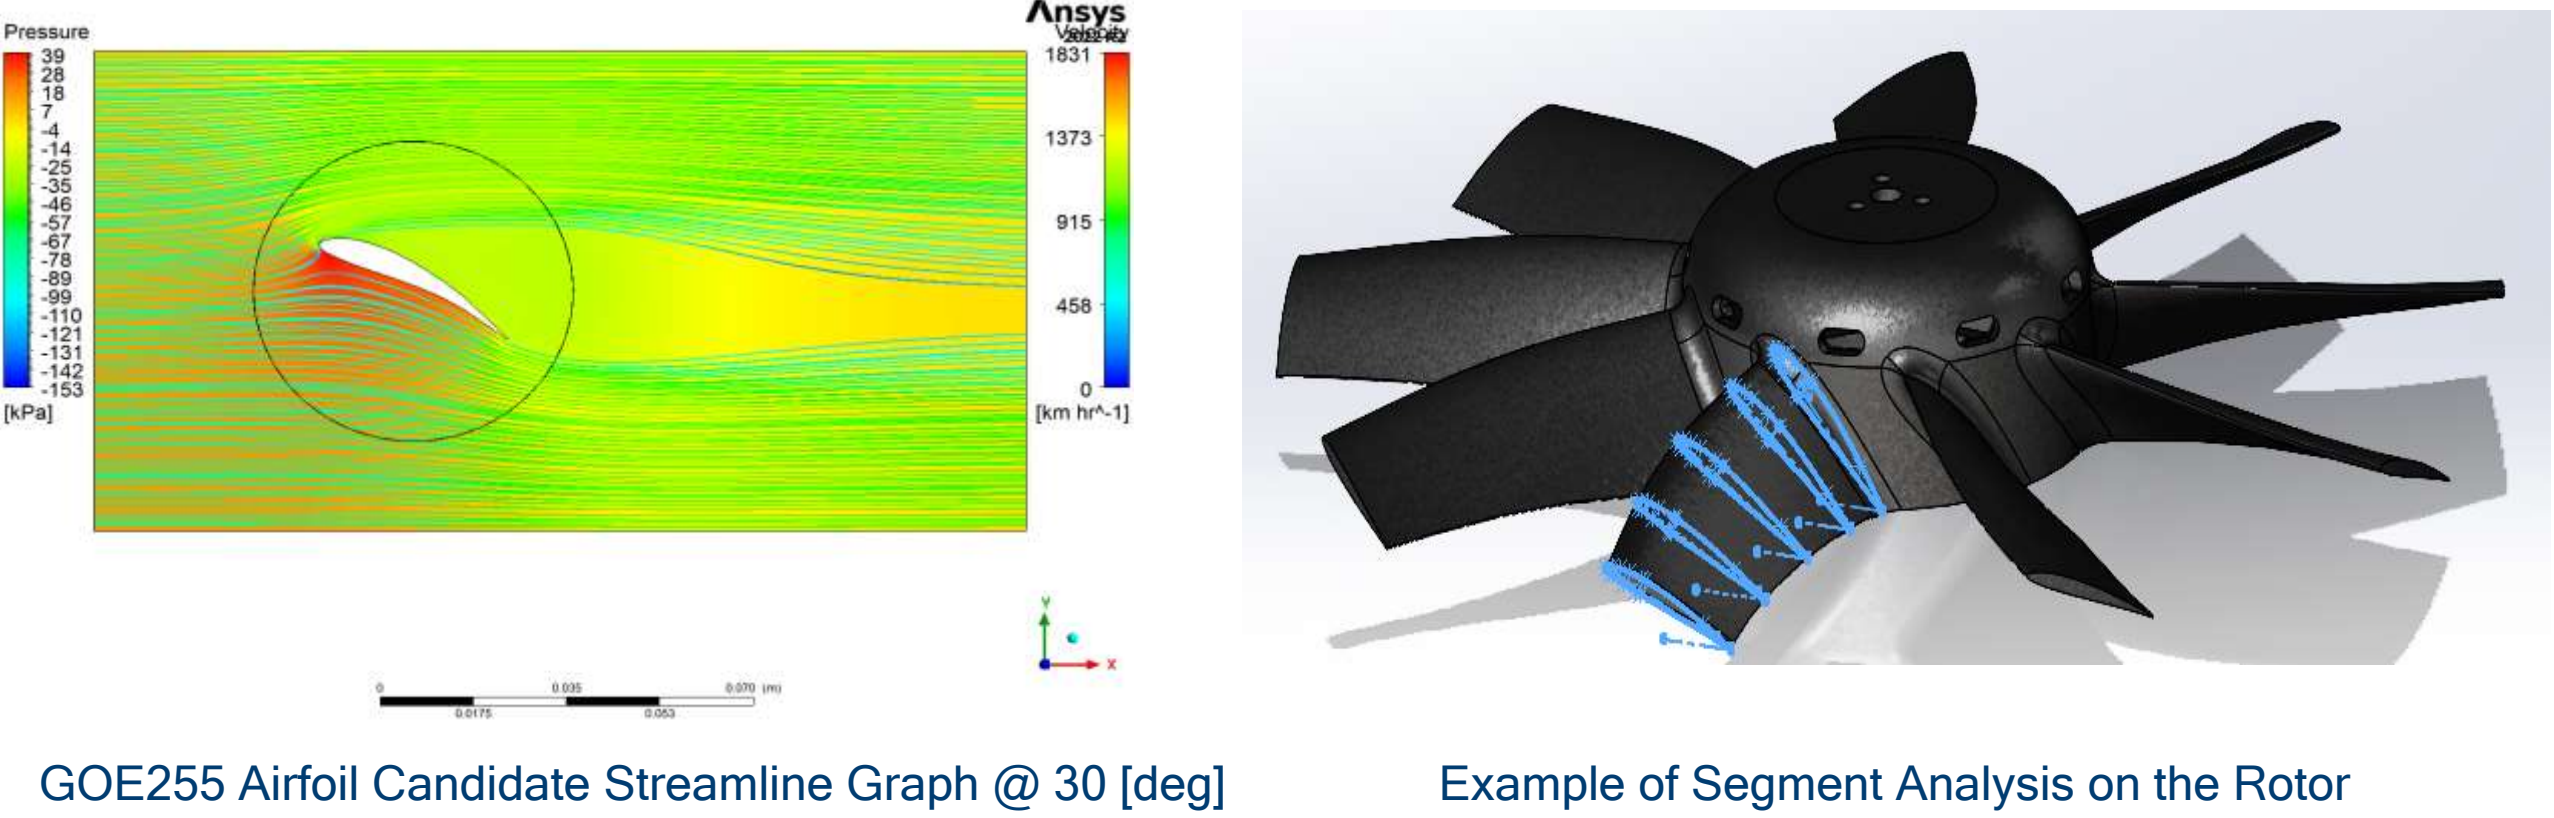 Ansys
Pressure
39
28
18
7
-4
-14
-25
-35
-46
-57
-67
-78
-89
-99
-110
-121
-131
-142
-153
[kPa]
Velocity
1831
1373
915
458
0
[km hr^-1]
Y
X
0 0.035 0.070 (m)
0.0175 0.053
GOE255 Airfoil Candidate Streamline Graph @ 30 [deg]
Example of Segment Analysis on the Rotor